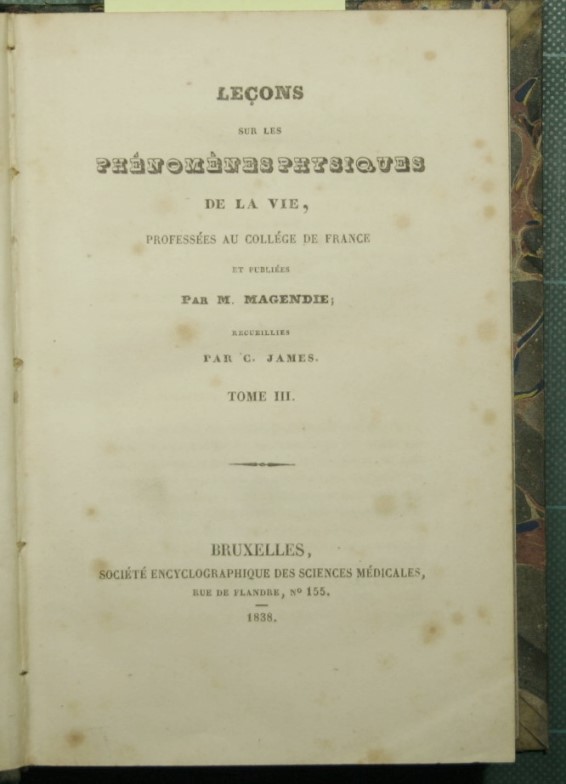 LEÇONS
SUR LES
PHÉNOMÈNES PHYSIQUES
DE LA VIE,
PROFESSÉES AU COLLÉGE DE FRANCE
ET PUBLIÉES
PAR M. MAGENDIE;
RECUEILLIES
PAR C. JAMES.
TOME III.
BRUXELLES,
SOCIÉTÉ ENCYCLOGRAPHIQUE DES SCIENCES MÉDICALES,
RUE DE FLANDRE, Nº 155.
1838.